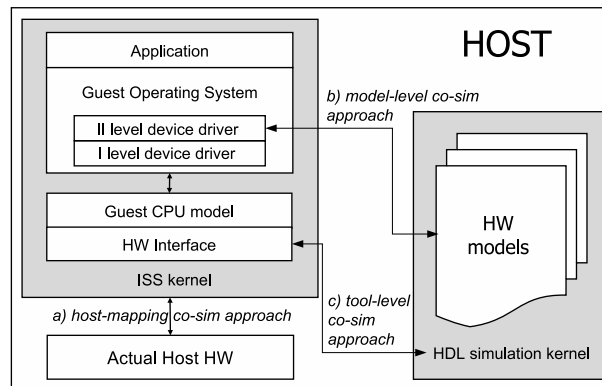 HOST
Application
Guest Operating System
II level device driver
I level device driver
b) model-level co-sim
approach
Guest CPU model
HW Interface
ISS kernel
HW
models
a) host-mapping co-sim approach
c) tool-level
co-sim
approach
HDL simulation kernel
Actual Host HW